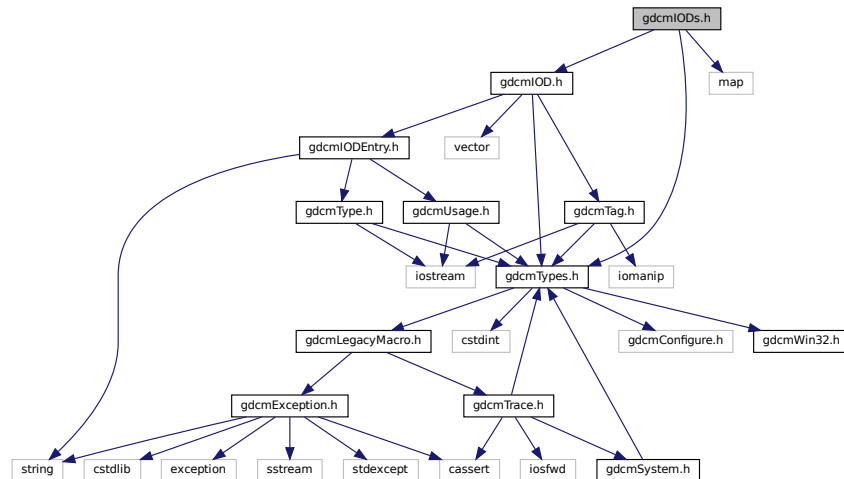 gdcmIODs.h
gdcmIOD.h
map
gdcmIODEntry.h
vector
gdcmType.h
gdcmUsage.h
gdcmTag.h
iostream
gdcmTypes.h
iomanip
gdcmLegacyMacro.h
cstdint
gdcmConfigure.h
gdcmWin32.h
gdcmException.h
gdcmTrace.h
string
cstdlib
exception
sstream
stdexcept
cassert
iosfwd
gdcmSystem.h